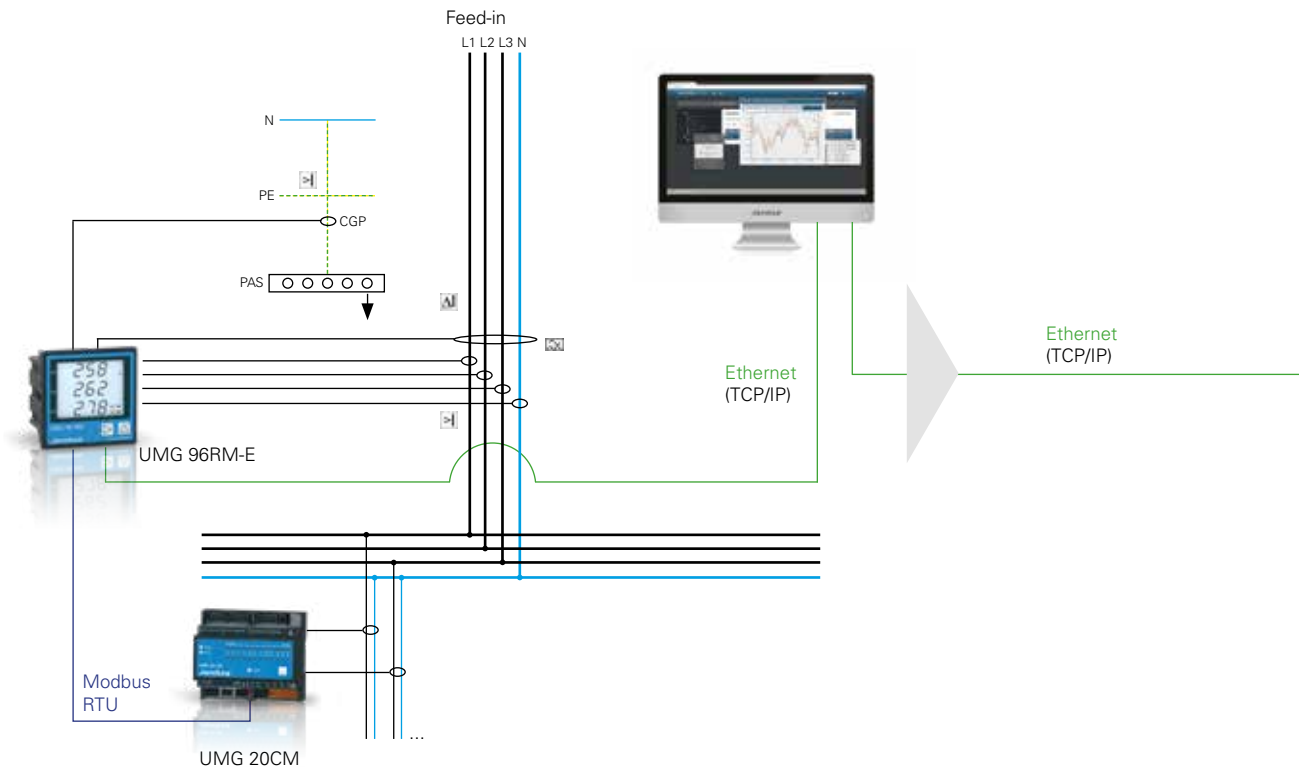 Feed-in
L1 L2 L3 N
N
PE
CGP
PAS
258
262
278
UMG 96RM-E
Ethernet
(TCP/IP)
Ethernet
(TCP/IP)
Modbus
RTU
...
UMG 20CM